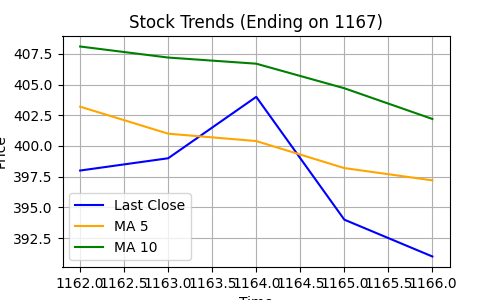 Stock Trends (Ending on 1167)
407.5
405.0
402.5
400.0
397.5
395.0
392.5
Price
Last Close
MA 5
MA 10
1162.0 1162.5 1163.0 1163.5 1164.0 1164.5 1165.0 1165.5 1166.0
Time